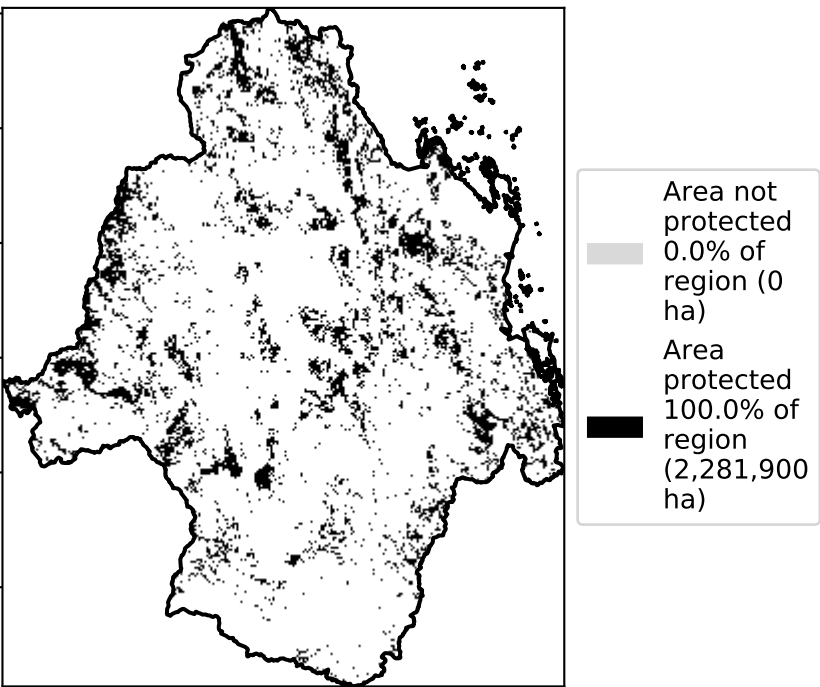 Area not
protected
0.0% of
region (0
ha)
Area
protected
100.0% of
region
(2,281,900
ha)